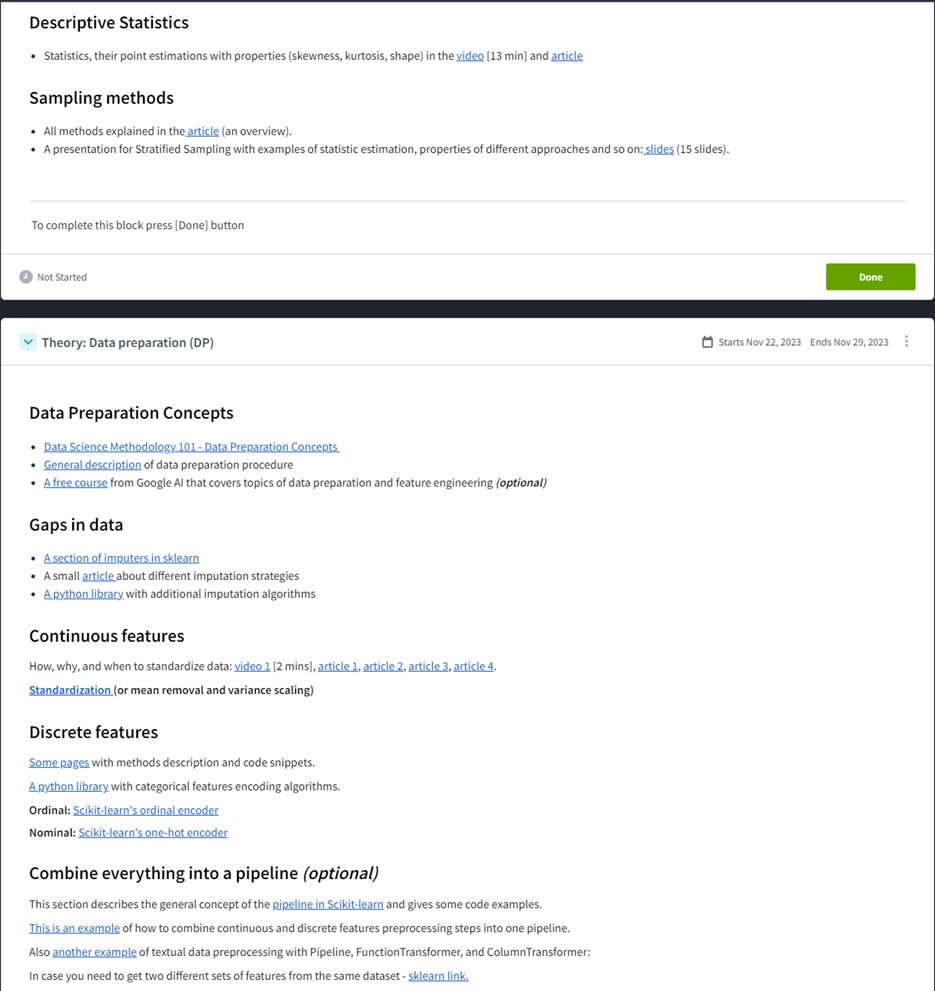 Descriptive Statistics
• Statistics, their point estimations with properties (skewness, kurtosis, shape) in the video [13 min] and article
Sampling methods
• All methods explained in the article (an overview).
• A presentation for Stratified Sampling with examples of statistic estimation, properties of different approaches and so on: slides (15 slides).
To complete this block press [Done] button
Not Started
Done
Theory: Data preparation (DP)
Starts Nov 22, 2023 Ends Nov 29, 2023
Data Preparation Concepts
• Data Science Methodology 101 - Data Preparation Concepts
• General description of data preparation procedure
• A free course from Google AI that covers topics of data preparation and feature engineering (optional)
Gaps in data
• A section of imputers in sklearn
• A small article about different imputation strategies
• A python library with additional imputation algorithms
Continuous features
How, why, and when to standardize data: video 1 [2 mins], article 1, article 2, article 3, article 4.
Standardization (or mean removal and variance scaling)
Discrete features
Some pages with methods description and code snippets.
A python library with categorical features encoding algorithms.
Ordinal: Scikit-learn's ordinal encoder
Nominal: Scikit-learn's one-hot encoder
Combine everything into a pipeline (optional)
This section describes the general concept of the pipeline in Scikit-learn and gives some code examples.
This is an example of how to combine continuous and discrete features preprocessing steps into one pipeline.
Also another example of textual data preprocessing with Pipeline, FunctionTransformer, and ColumnTransformer:
In case you need to get two different sets of features from the same dataset - sklearn link.